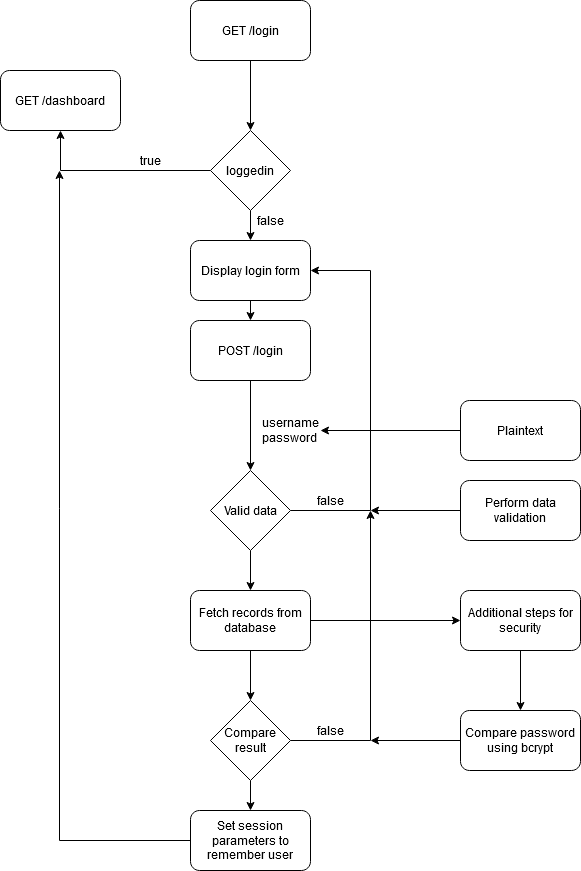 GET /login
GET /dashboard
true
loggedin
false
Display login form
POST /login
username
password
Plaintext
Valid data
false
Perform data
validation
Fetch records from
database
Additional steps for
security
Compare
result
false
Compare password
using bcrypt
Set session
parameters to
remember user